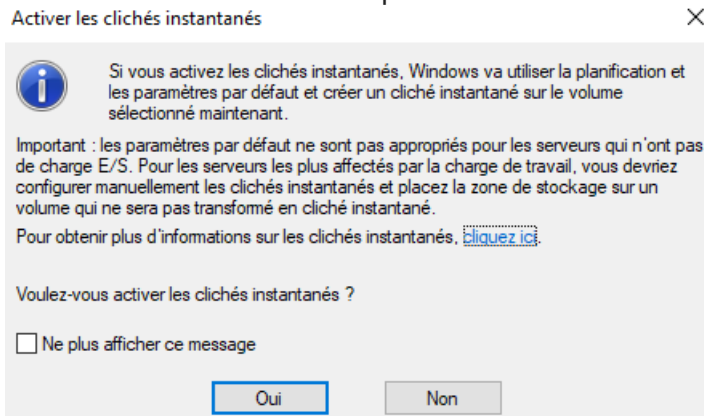 Activer les clichés instantanés
Si vous activez les clichés instantanés, Windows va utiliser la planification et
les paramètres par défaut et créer un cliché instantané sur le volume
sélectionné maintenant.
Important : les paramètres par défaut ne sont pas appropriés pour les serveurs qui n'ont pas
de charge E/S. Pour les serveurs les plus affectés par la charge de travail, vous devriez
configurer manuellement les clichés instantanés et placez la zone de stockage sur un
volume qui ne sera pas transformé en cliché instantané.
Pour obtenir plus d'informations sur les clichés instantanés, cliquez ici.
Voulez-vous activer les clichés instantanés ?
Ne plus afficher ce message
Oui Non